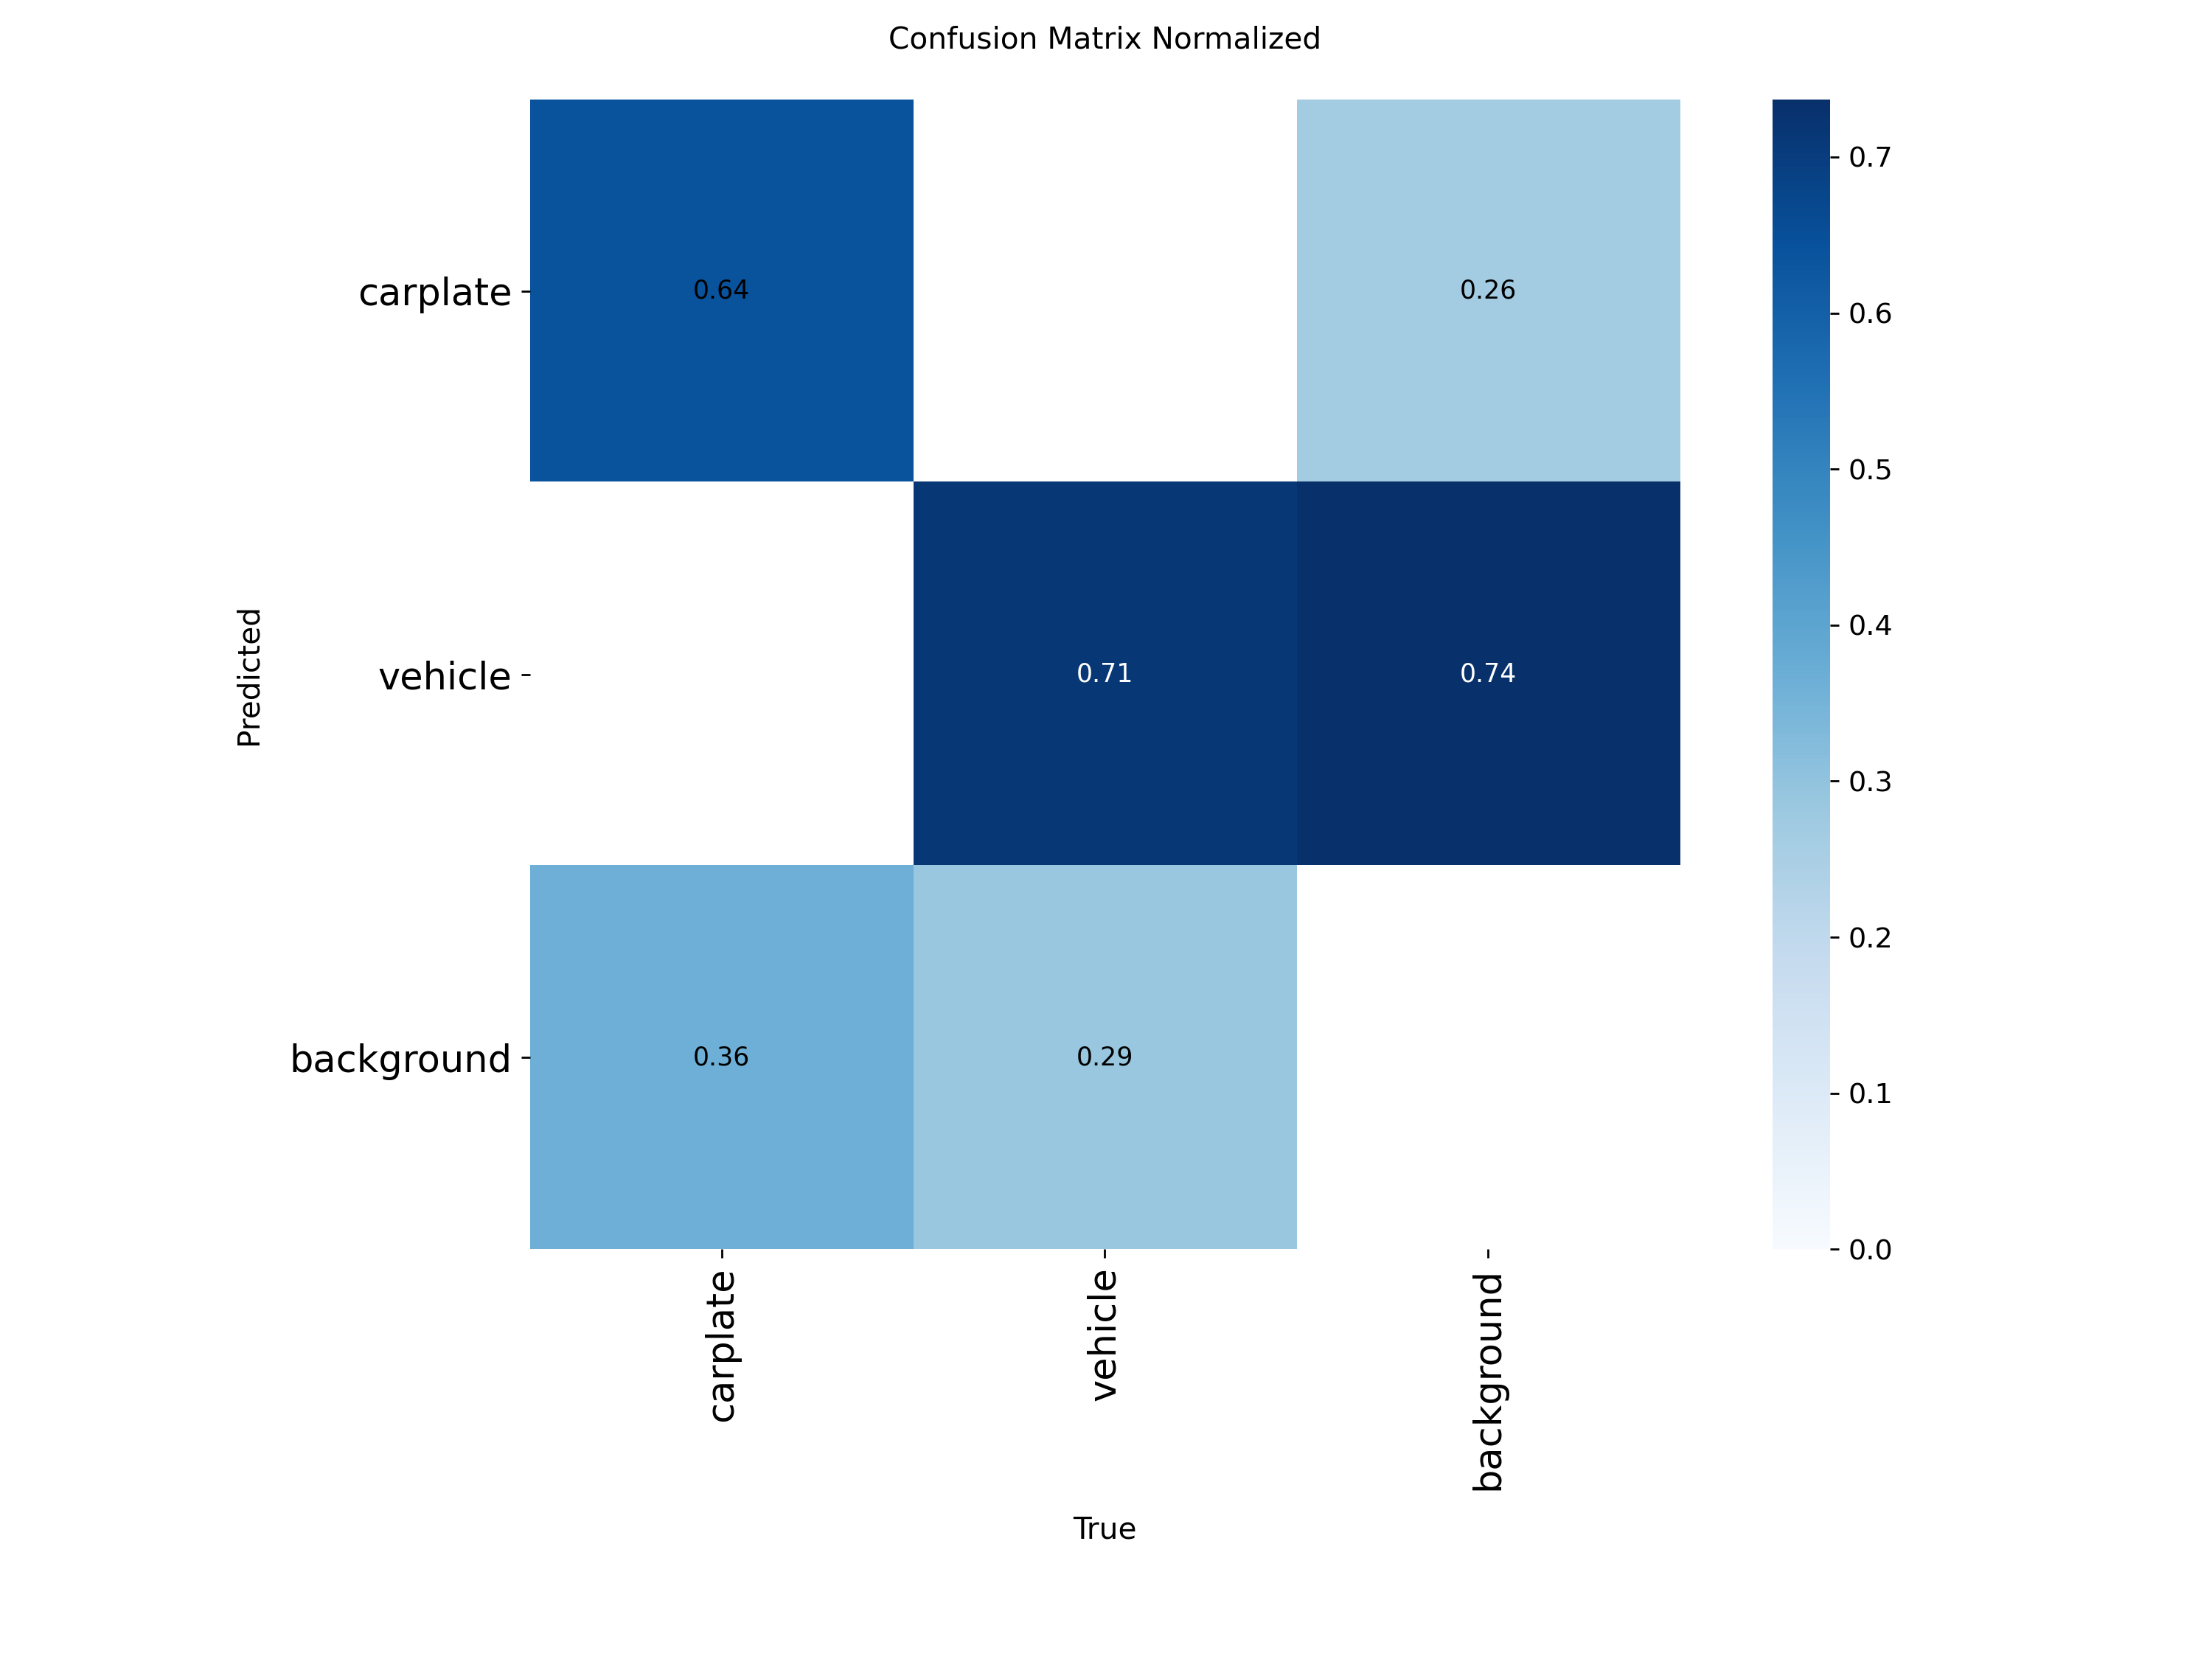 Confusion Matrix Normalized
Predicted
carplate
0.64
0.26
vehicle
0.71
0.74
background
0.36
0.29
carplate
vehicle
background
True
0.7
0.6
0.5
0.4
0.3
0.2
0.1
0.0